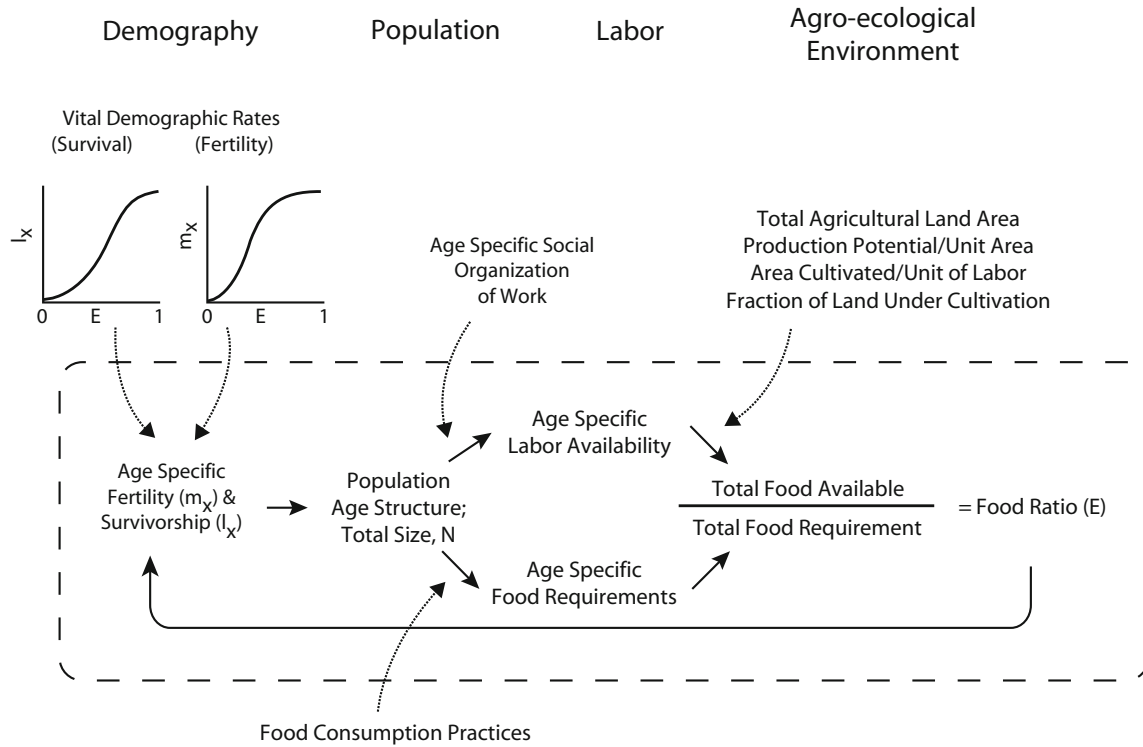 Demography
Population
Labor
Agro-ecological
Environment
Vital Demographic Rates
(Survival)
(Fertility)
lx
0
E
1
mx
0
E
1
Age Specific Social
Organization
of Work
Total Agricultural Land Area
Production Potential/Unit Area
Area Cultivated/Unit of Labor
Fraction of Land Under Cultivation
Age Specific
Fertility (mx) &
Survivorship (lx)
Population
Age Structure;
Total Size, N
Age Specific
Labor Availability
Age Specific
Food Requirements
Total Food Available
Total Food Requirement
= Food Ratio (E)
Food Consumption Practices